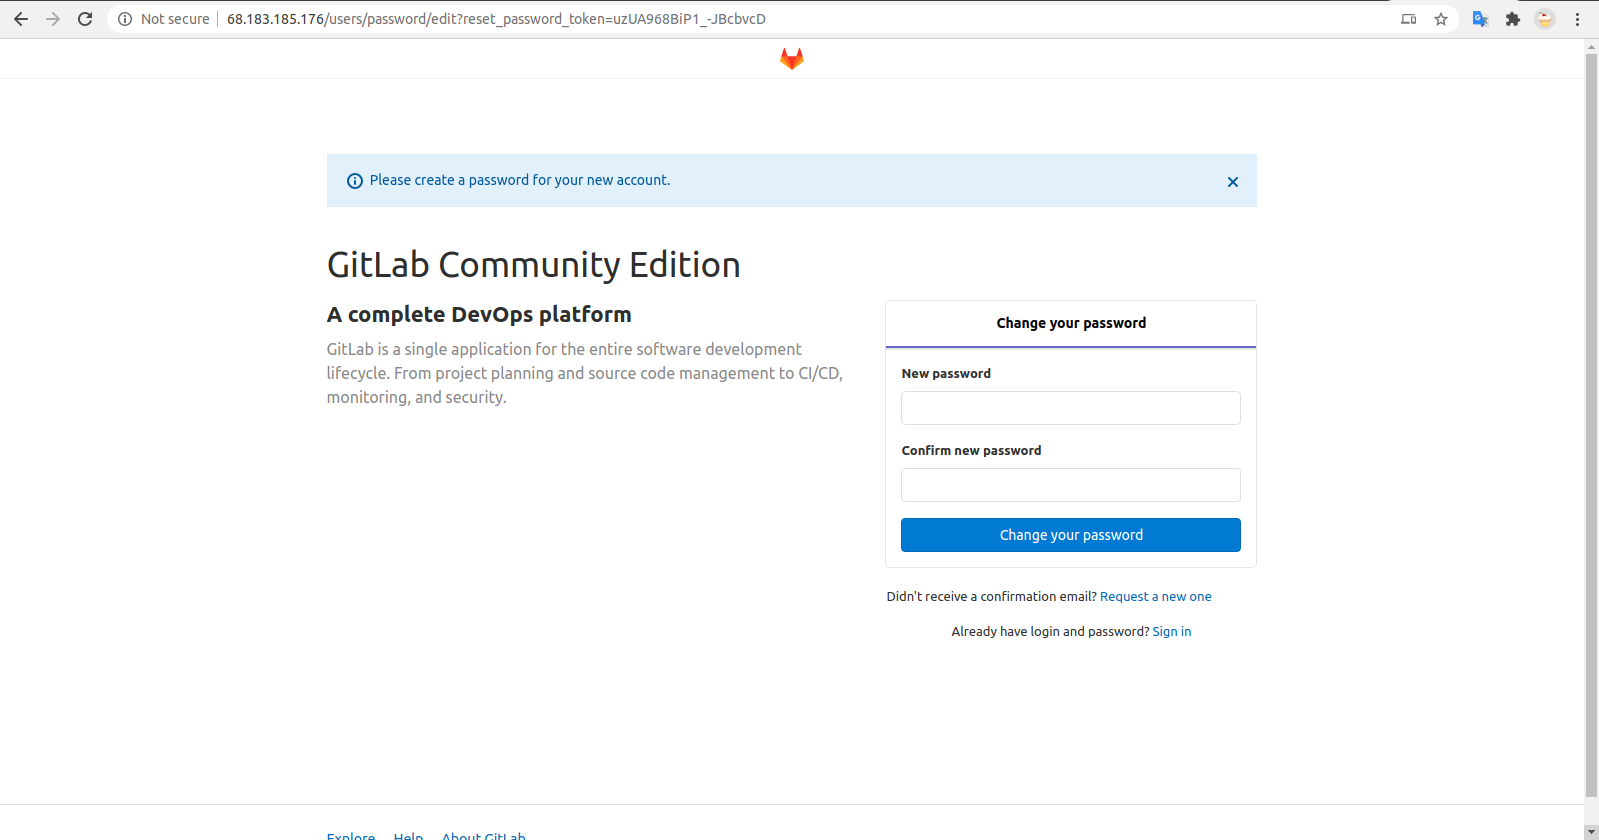 Not secure 68.183.185.176/users/password/edit?reset_password_token=uzUA968BiP1_-JBcbvcD
Please create a password for your new account.
GitLab Community Edition
A complete DevOps platform
GitLab is a single application for the entire software development
lifecycle. From project planning and source code management to CI/CD,
monitoring, and security.
Change your password
New password
Confirm new password
Change your password
Didn't receive a confirmation email? Request a new one
Already have login and password? Sign in
Explore Help About GitLab